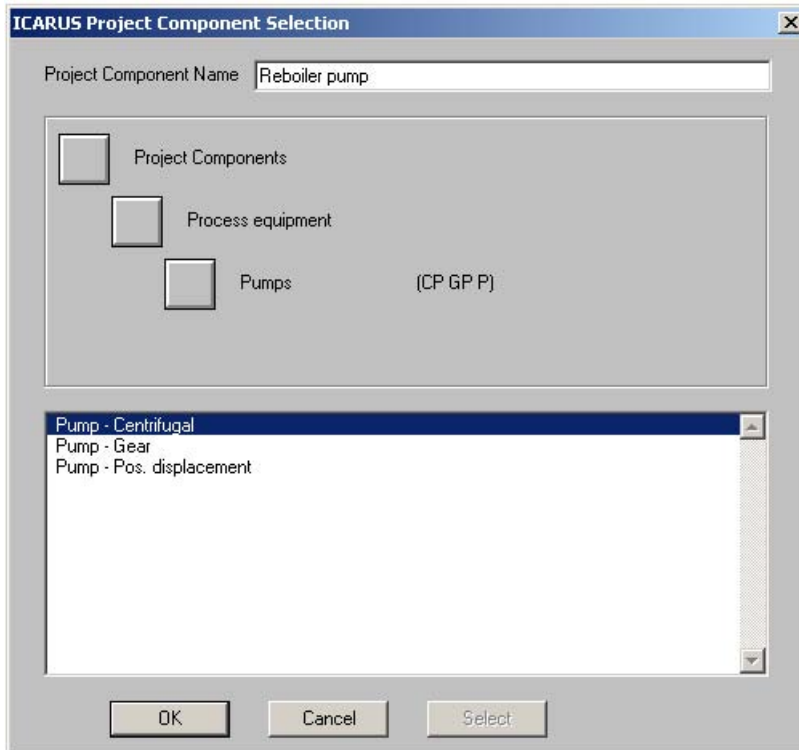 ICARUS Project Component Selection
Project Component Name Reboiler pump
Project Components
Process equipment
Pumps (CP GP P)
Pump - Centrifugal
Pump - Gear
Pump - Pos. displacement
OK Cancel Select